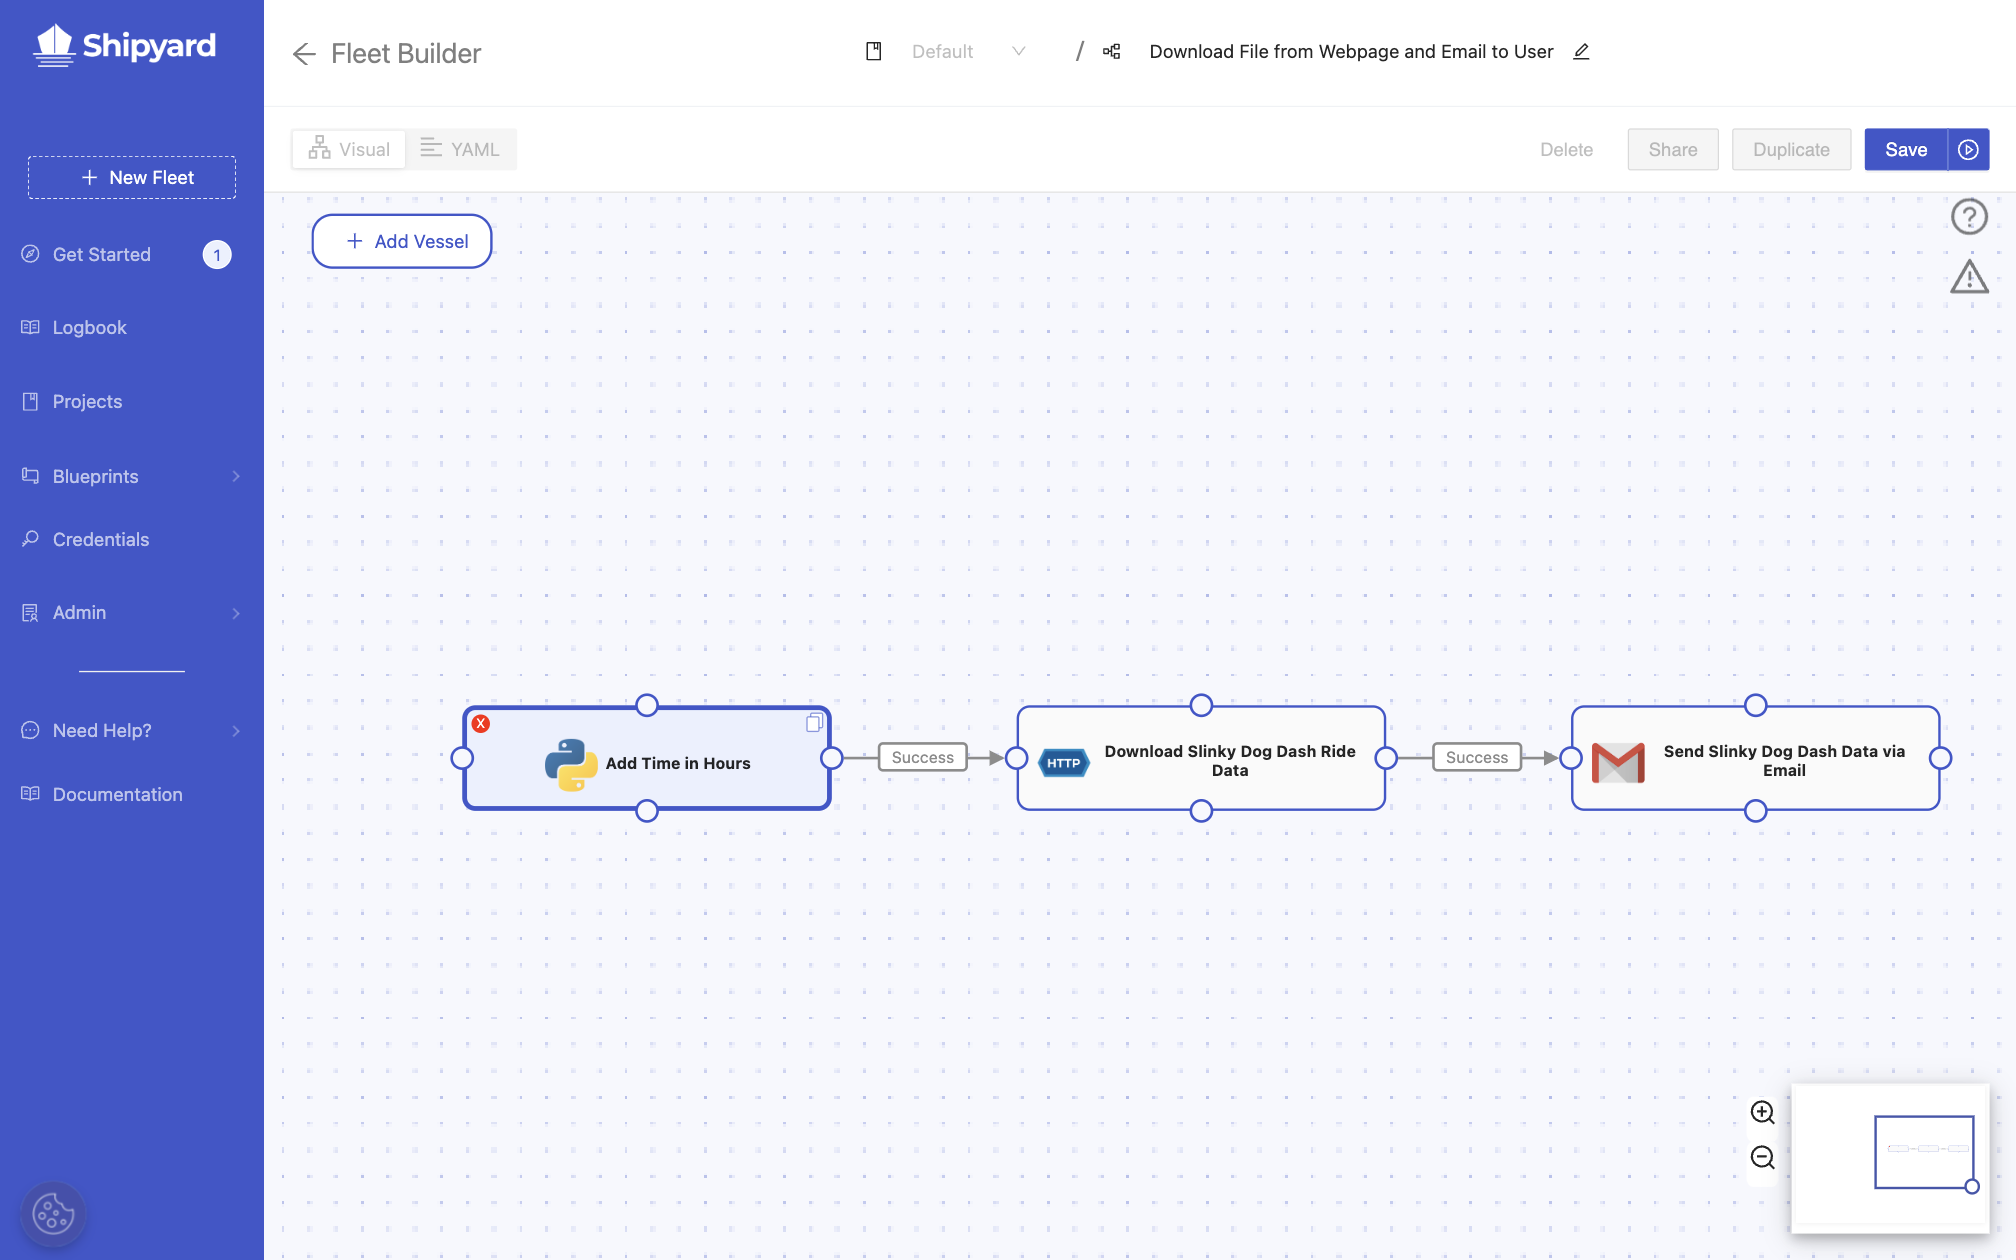 Shipyard
Fleet Builder
Default
/
Download File from Webpage and Email to User
Visual
YAML
Delete
Share
Duplicate
Save
+ New Fleet
Get Started
1
Logbook
Projects
Blueprints
Credentials
Admin
Need Help?
Documentation
+ Add Vessel
?
X
Add Time in Hours
Success
HTTP
Download Slinky Dog Dash Ride
Data
Success
Send Slinky Dog Dash Data via
Email